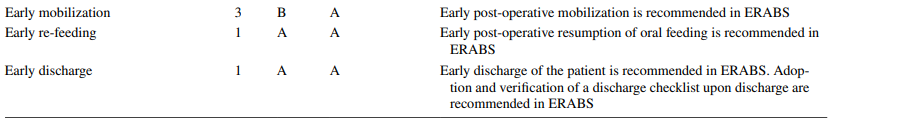 Early mobilization 3 B A Early post-operative mobilization is recommended in ERABS
Early re-feeding 1 A A Early post-operative resumption of oral feeding is recommended in
ERABS
Early discharge 1 A A Early discharge of the patient is recommended in ERABS. Adop-
tion and verification of a discharge checklist upon discharge are
recommended in ERABS